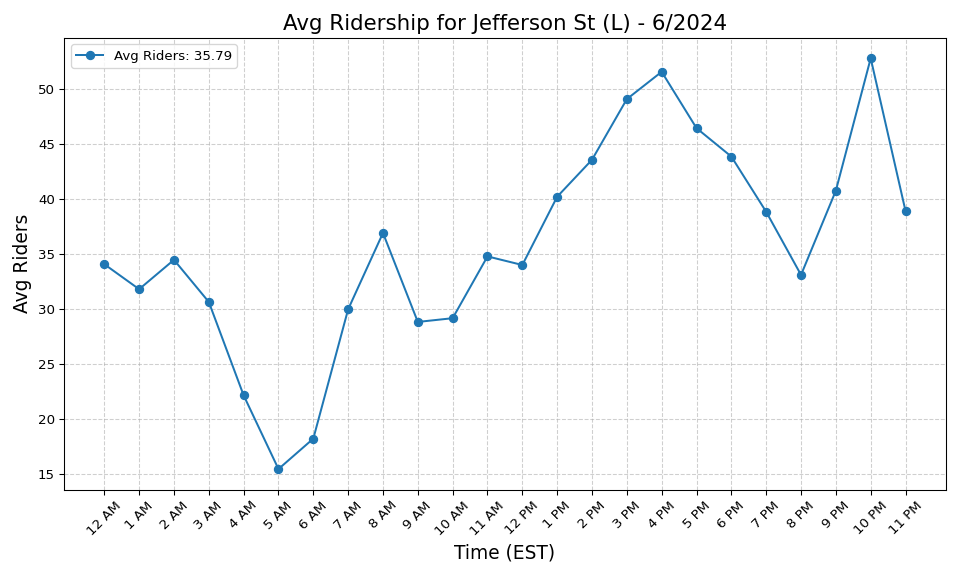 Avg Ridership for Jefferson St (L) - 6/2024
Avg Riders: 35.79
Avg Riders
50
45
40
35
30
25
20
15
12 AM
1 AM
2 AM
3 AM
4 AM
5 AM
6 AM
7 AM
8 AM
9 AM
10 AM
11 AM
12 PM
1 PM
2 PM
3 PM
4 PM
5 PM
6 PM
7 PM
8 PM
9 PM
10 PM
11 PM
Time (EST)